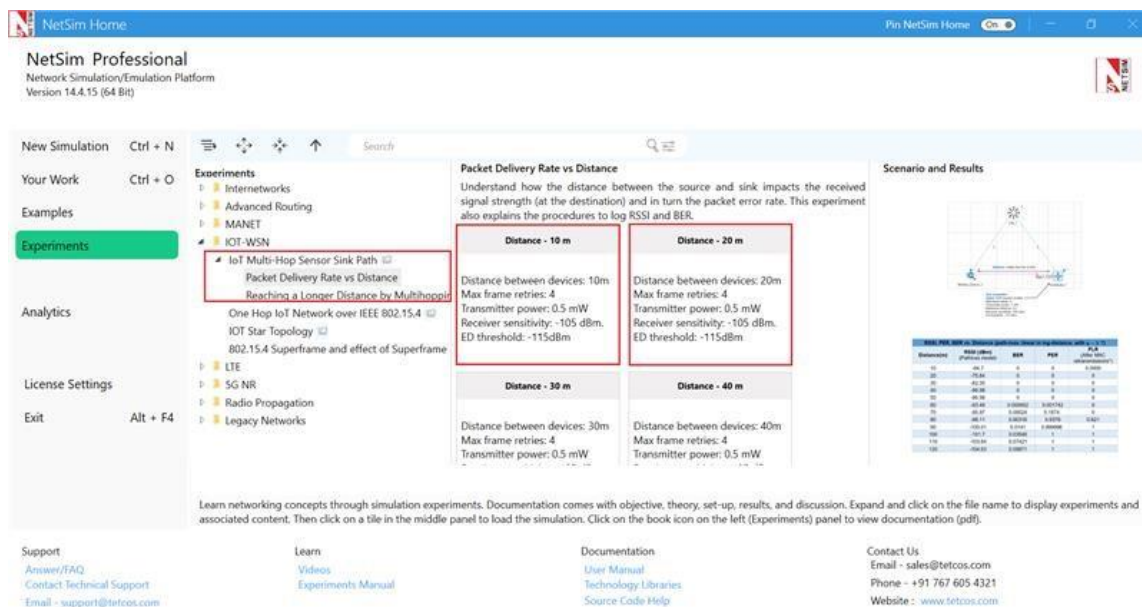 NetSim Home
Pin NetSim Home On
NetSim Professional
Network Simulation/Emulation Platform
Version 14.4.15 (64 Bit)
NETSIM
New Simulation Ctrl + N
Your Work Ctrl + O
Examples
Experiments
Analytics
License Settings
Exit Alt + F4
Search
Experiments
Internetworks
Advanced Routing
MANET
IOT-WSN
IoT Multi-Hop Sensor Sink Path
Packet Delivery Rate vs Distance
Reaching a Longer Distance by Multihoppin
One Hop IoT Network over IEEE 802.15.4
IOT Star Topology
802.15.4 Superframe and effect of Superframe
LTE
5G NR
Radio Propagation
Legacy Networks
Packet Delivery Rate vs Distance
Understand how the distance between the source and sink impacts the received
signal strength (at the destination) and in turn the packet error rate. This experiment
also explains the procedures to log RSSI and BER.
Distance - 10 m
Distance between devices: 10m
Max frame retries: 4
Transmitter power: 0.5 mW
Receiver sensitivity: -105 dBm.
ED threshold: -115dBm
Distance - 20 m
Distance between devices: 20m
Max frame retries: 4
Transmitter power: 0.5 mW
Receiver sensitivity: -105 dBm.
ED threshold: -115dBm
Distance - 30 m
Distance between devices: 30m
Max frame retries: 4
Transmitter power: 0.5 mW
Distance - 40 m
Distance between devices: 40m
Max frame retries: 4
Transmitter power: 0.5 mW
Scenario and Results
Distance(m) RSSI (dBm) BER PER PLR
Learn networking concepts through simulation experiments. Documentation comes with objective, theory, set-up, results, and discussion. Expand and click on the file name to display experiments and
associated content. Then click on a tile in the middle panel to load the simulation. Click on the book icon on the left (Experiments) panel to view documentation (pdf).
Support
Answer/FAQ
Contact Technical Support
Email - support@tetcos.com
Learn
Videos
Experiments Manual
Documentation
User Manual
Technology Libraries
Source Code Help
Contact Us
Email - sales@tetcos.com
Phone - +91 767 605 4321
Website : www.tetcos.com